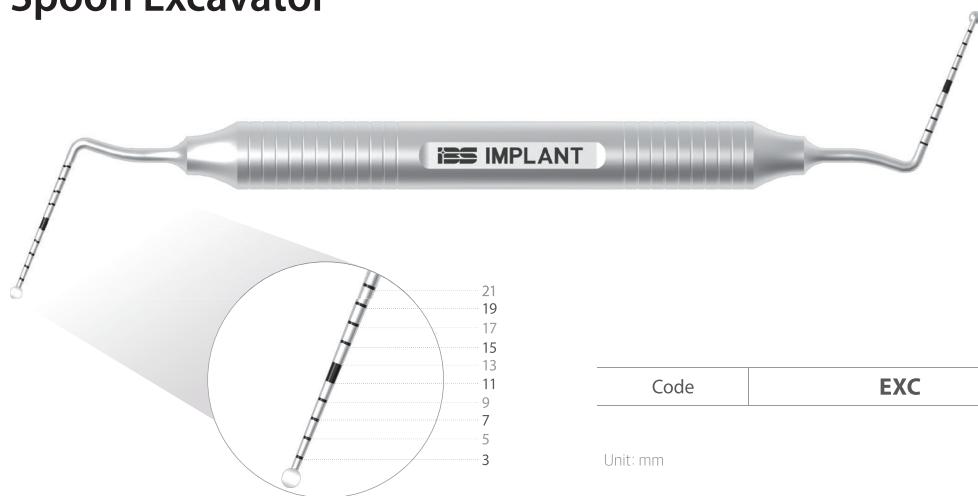 Spoon Excavator
iBS IMPLANT
21
19
17
15
13
11
9
7
5
3
Code EXC
Unit: mm